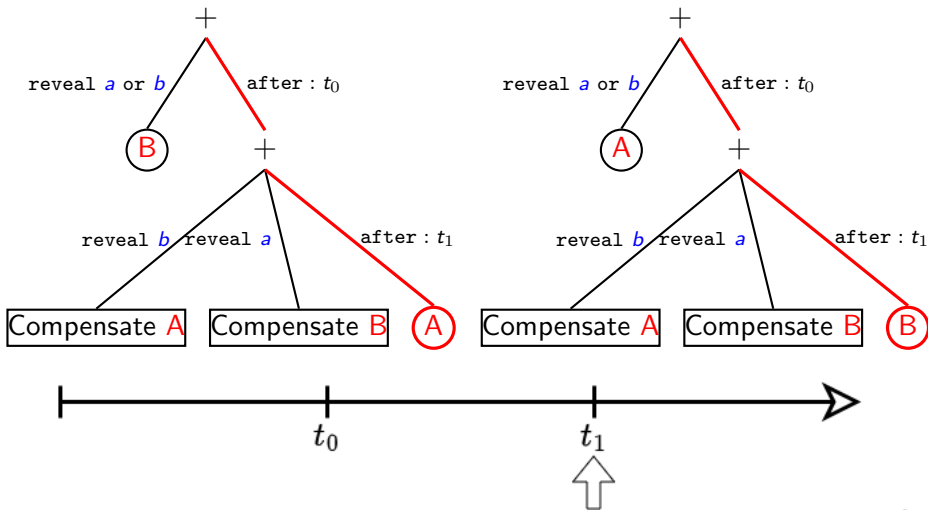 + +
reveal a or b after : t₀ reveal a or b after : t₀
B + A +
reveal b reveal a after : t₁ reveal b reveal a after : t₁
Compensate A Compensate B A Compensate A Compensate B B
t₀ t₁